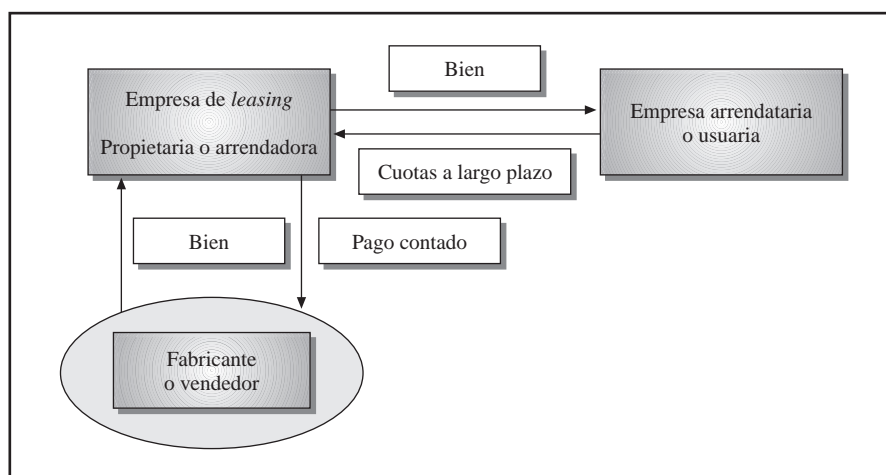 Bien
Empresa de leasing
Propietaria o arrendadora
Empresa arrendataria
o usuaria
Cuotas a largo plazo
Bien
Pago contado
Fabricante
o vendedor